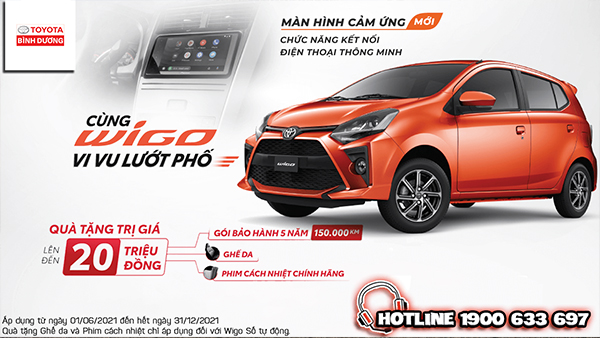 TOYOTA
BÌNH DƯƠNG
MÀN HÌNH CẢM ỨNG MỚI
CHỨC NĂNG KẾT NỐI
ĐIỆN THOẠI THÔNG MINH
CÙNG
WIGO
VI VU LƯỚT PHỐ
WIGO
QUÀ TẶNG TRỊ GIÁ
LÊN ĐẾN 20 TRIỆU ĐỒNG
GÓI BẢO HÀNH 5 NĂM 150.000 KM
GHẾ DA
PHIM CÁCH NHIỆT CHÍNH HÃNG
Áp dụng từ ngày 01/06/2021 đến hết ngày 31/12/2021
Quà tặng Ghế da và Phim cách nhiệt chỉ áp dụng đối với Wigo Số tự động.
HOTLINE 1900 633 697